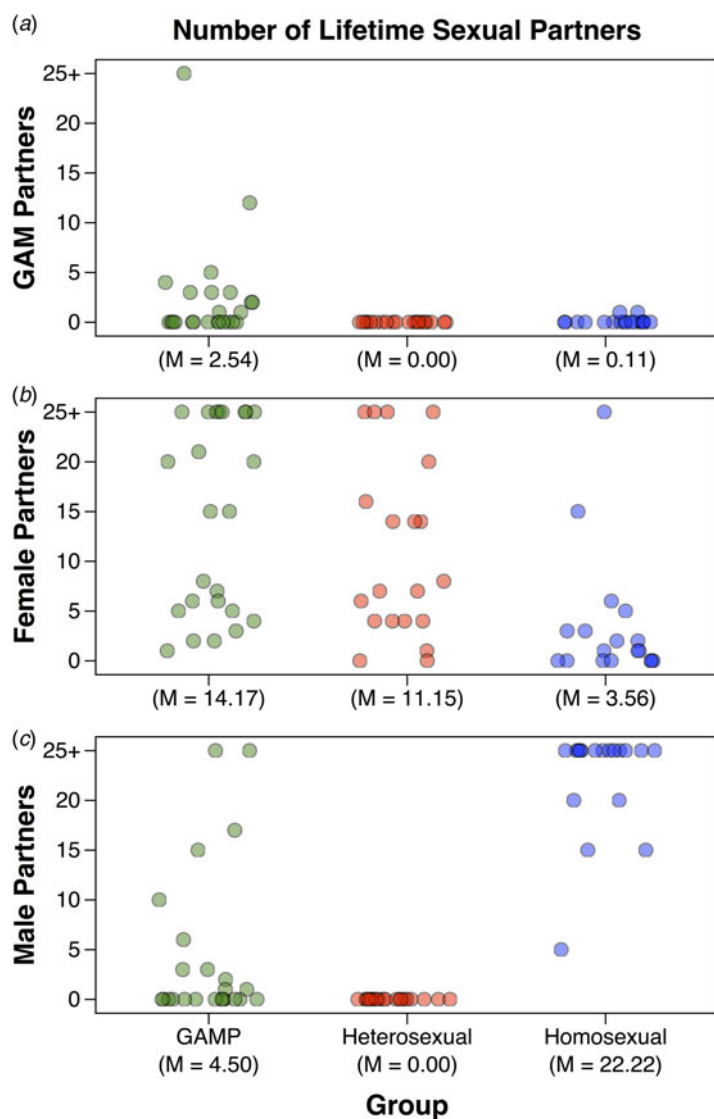 (a)
Number of Lifetime Sexual Partners
GAM Partners
25+
20
15
10
5
0
(M = 2.54) (M = 0.00) (M = 0.11)
(b)
Female Partners
25+
20
15
10
5
0
(M = 14.17) (M = 11.15) (M = 3.56)
(c)
Male Partners
25+
20
15
10
5
0
GAMP Heterosexual Homosexual
(M = 4.50) (M = 0.00) (M = 22.22)
Group